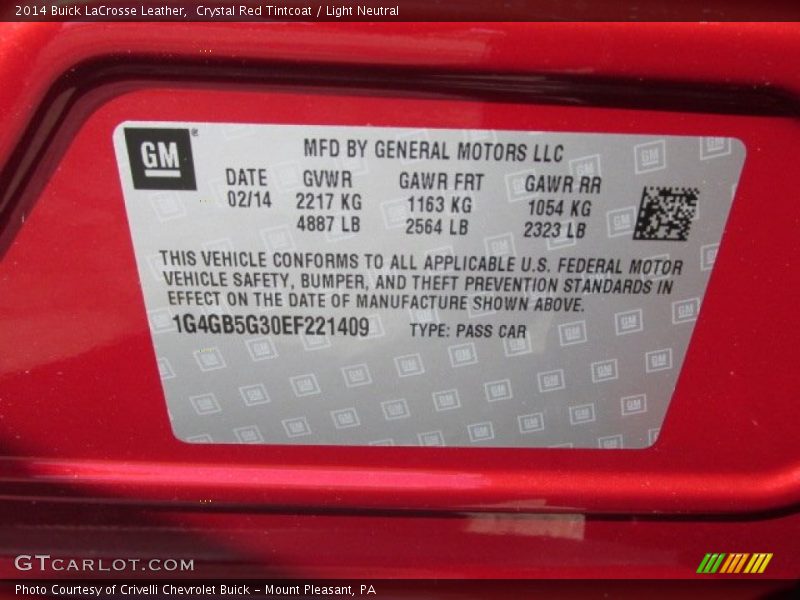 2014 Buick LaCrosse Leather,  Crystal Red Tintcoat / Light Neutral
GM®
MFD BY GENERAL MOTORS LLC
DATE GVWR GAWR FRT GAWR RR
02/14 2217 KG 1163 KG 1054 KG
4887 LB 2564 LB 2323 LB
THIS VEHICLE CONFORMS TO ALL APPLICABLE U.S. FEDERAL MOTOR
VEHICLE SAFETY, BUMPER, AND THEFT PREVENTION STANDARDS IN
EFFECT ON THE DATE OF MANUFACTURE SHOWN ABOVE.
1G4GB5G30EF221409 TYPE: PASS CAR
GTCARLOT.COM
Photo Courtesy of Crivelli Chevrolet Buick - Mount Pleasant, PA